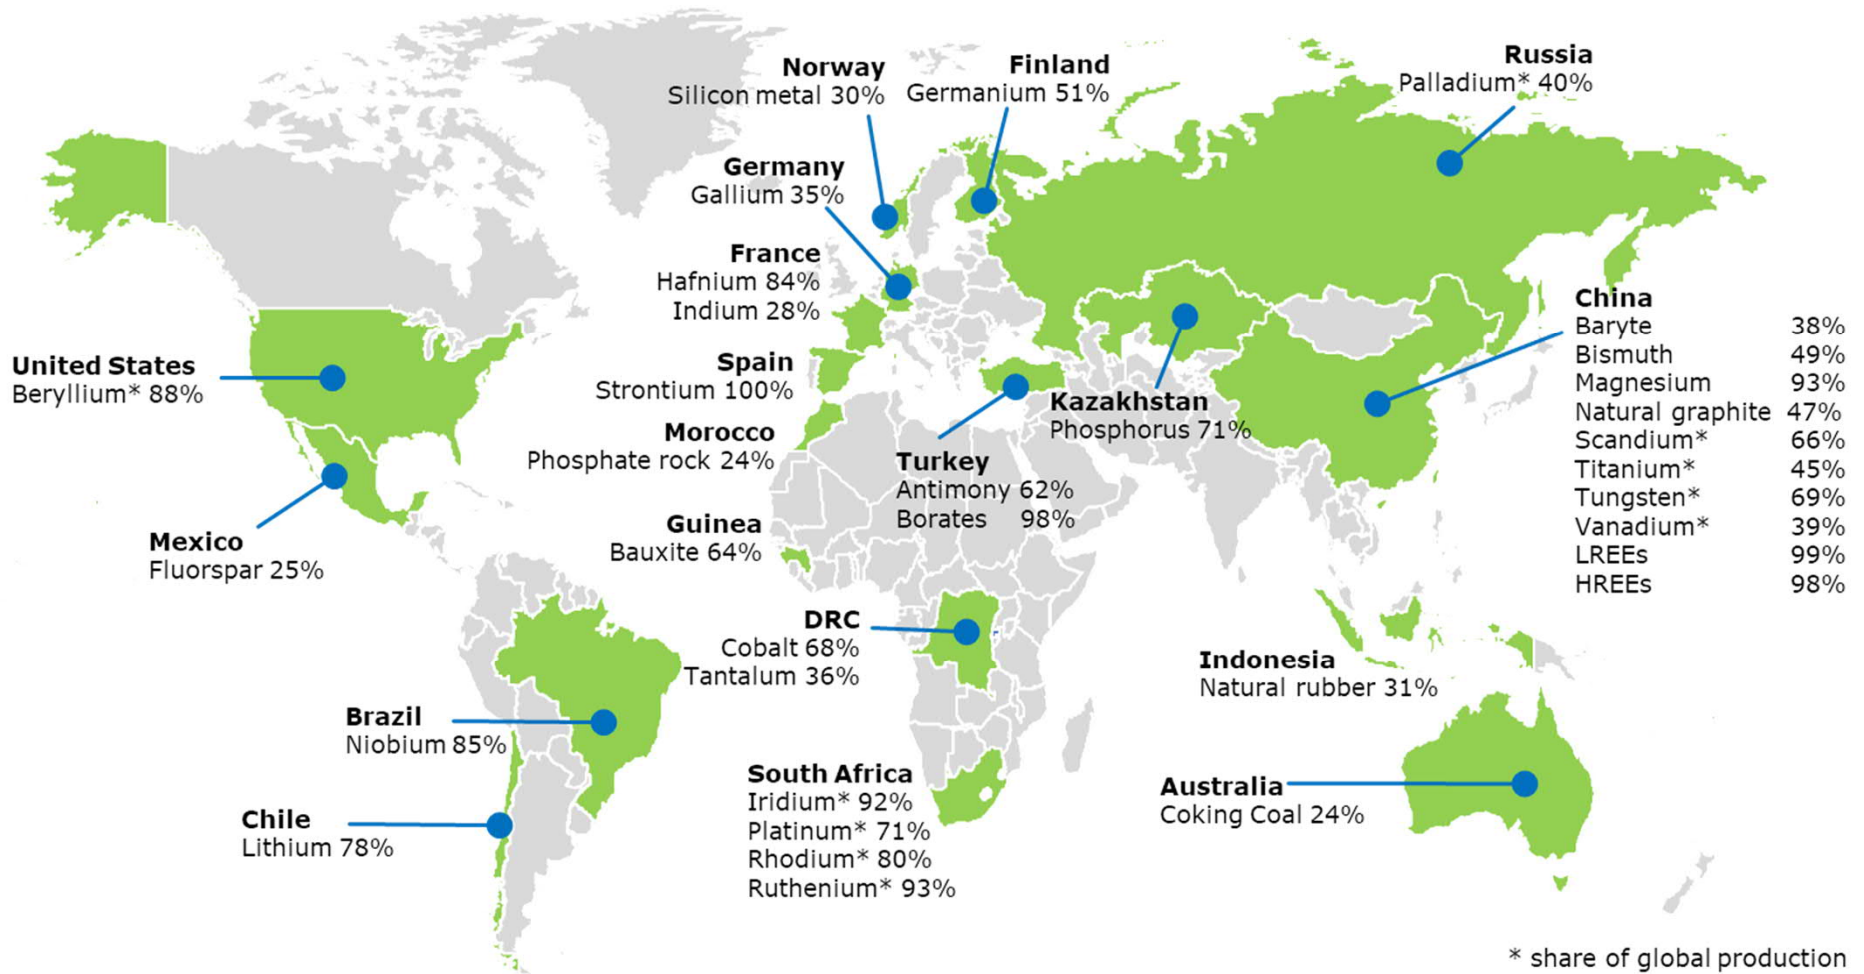 Norway
Silicon metal 30%
Finland
Germanium 51%
Russia
Palladium* 40%
Germany
Gallium 35%
France
Hafnium 84%
Indium 28%
United States
Beryllium* 88%
Spain
Strontium 100%
Morocco
Phosphate rock 24%
Kazakhstan
Phosphorus 71%
Turkey
Antimony 62%
Borates 98%
China
Baryte 38%
Bismuth 49%
Magnesium 93%
Natural graphite 47%
Scandium* 66%
Titanium* 45%
Tungsten* 69%
Vanadium* 39%
LREEs 99%
HREEs 98%
Mexico
Fluorspar 25%
Guinea
Bauxite 64%
DRC
Cobalt 68%
Tantalum 36%
Indonesia
Natural rubber 31%
Brazil
Niobium 85%
Chile
Lithium 78%
South Africa
Iridium* 92%
Platinum* 71%
Rhodium* 80%
Ruthenium* 93%
Australia
Coking Coal 24%
* share of global production